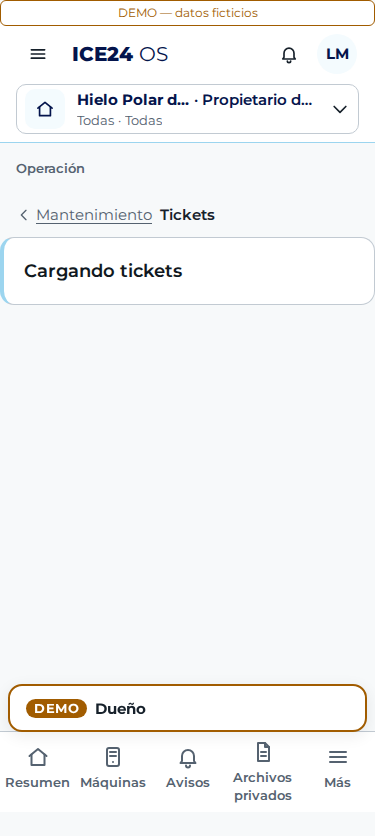 DEMO — datos ficticios
ICE24 OS
LM
Hielo Polar d... · Propietario d...
Todas · Todas
Operación
Mantenimiento Tickets
Cargando tickets
DEMO Dueño
Resumen
Máquinas
Avisos
Archivos
privados
Más